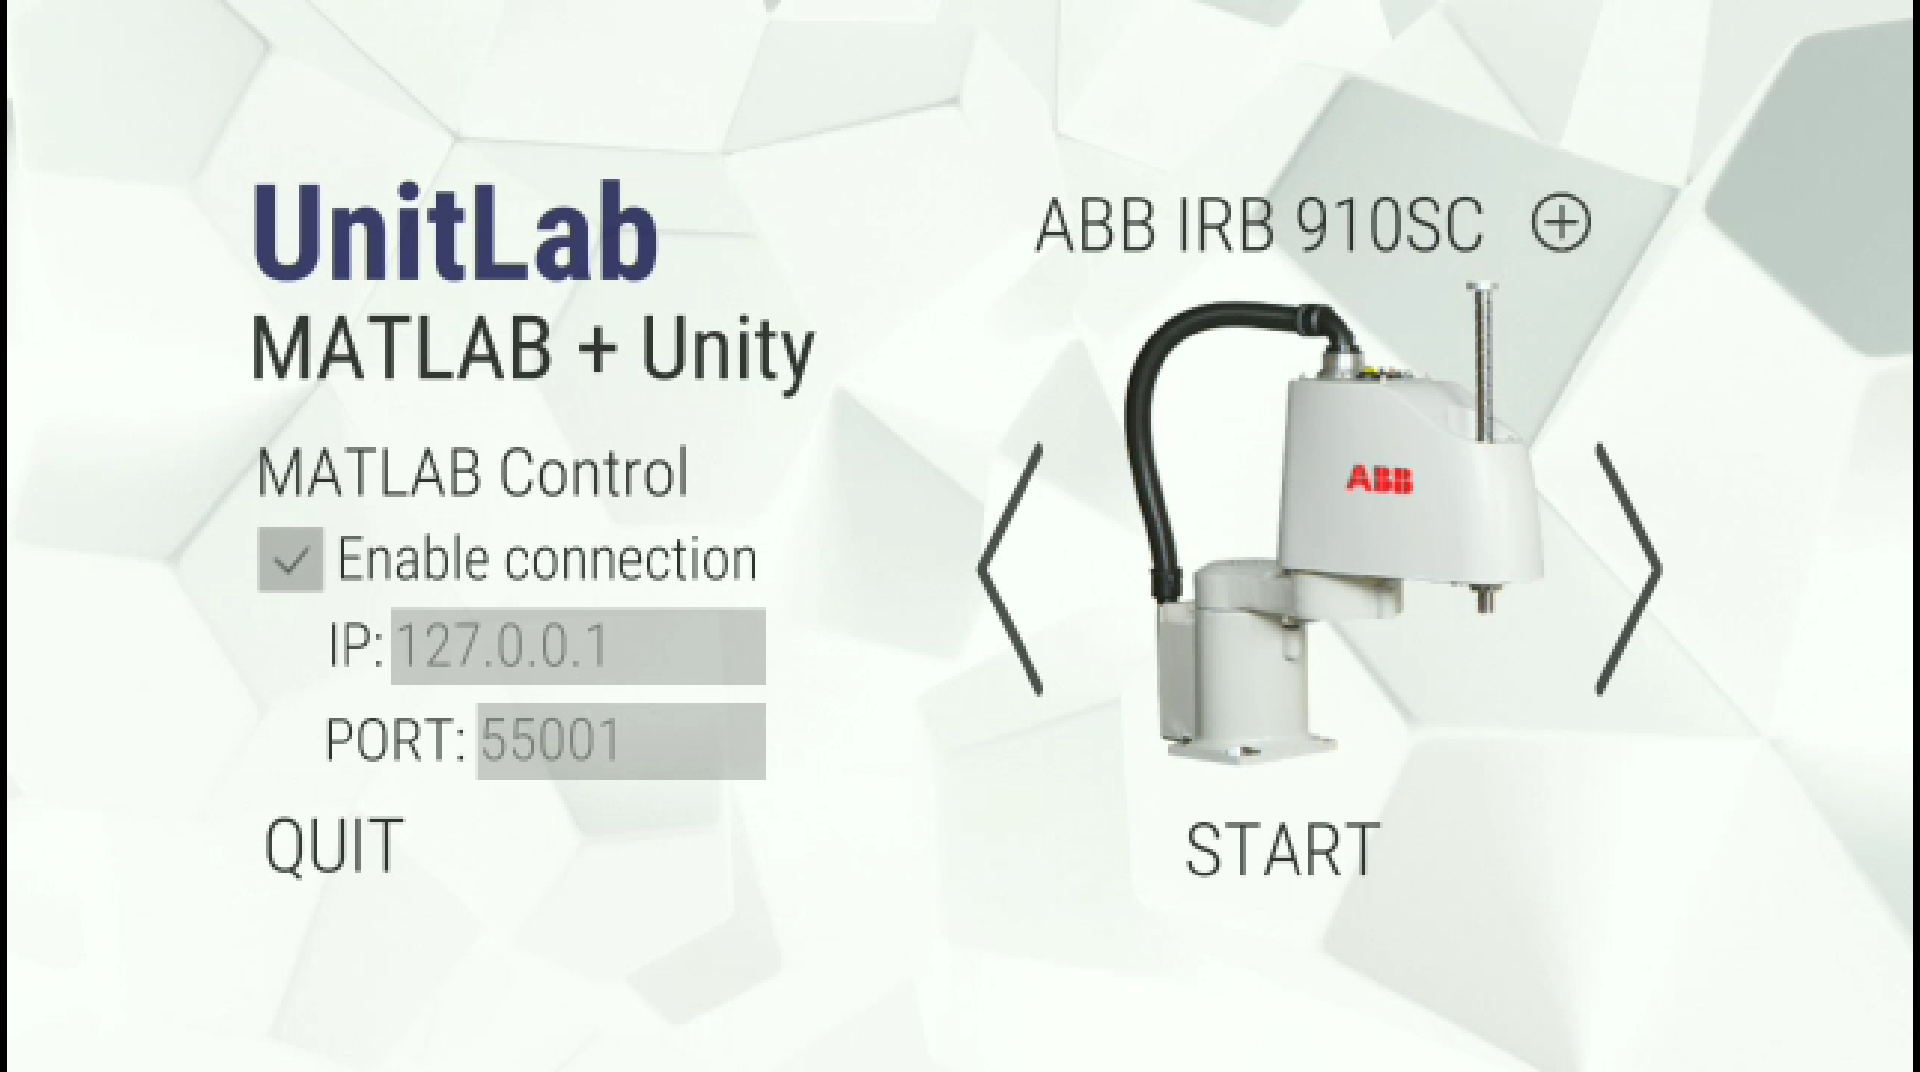 UnitLab
MATLAB + Unity
MATLAB Control
Enable connection
IP: 127.0.0.1
PORT: 55001
QUIT
ABB IRB 910SC
ABB
START